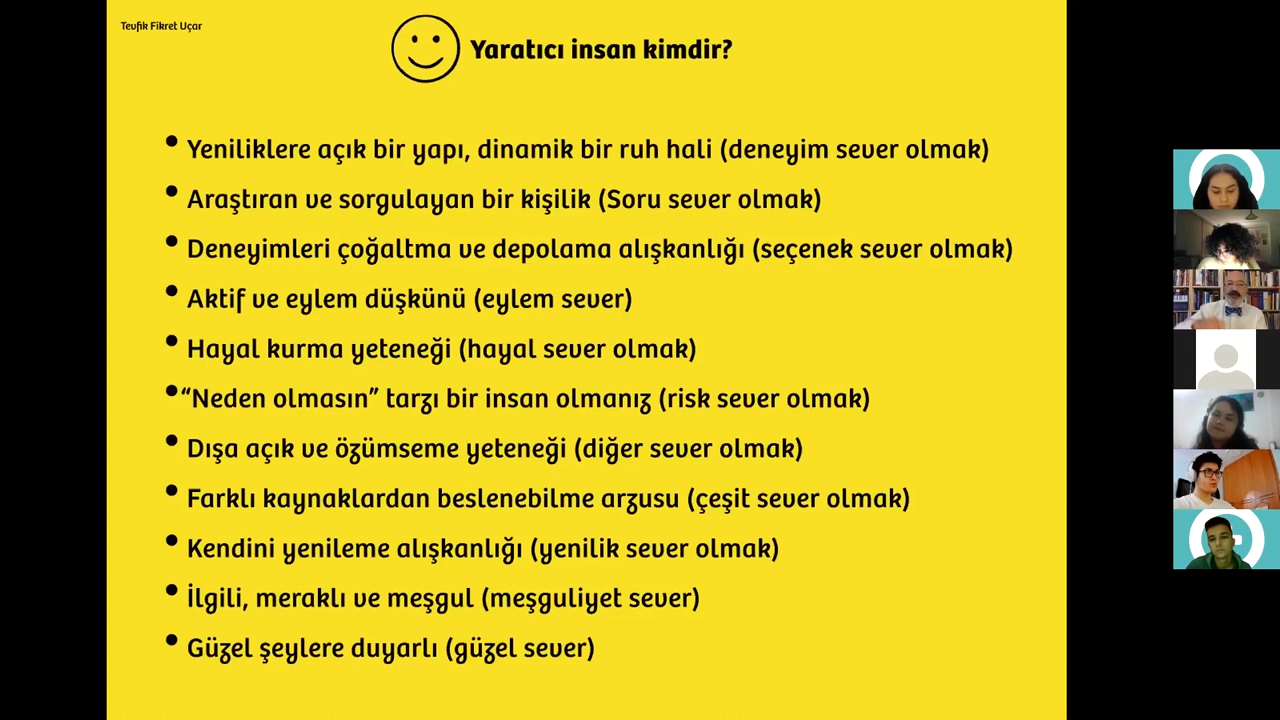 Tevfik Fikret Uçar
Yaratıcı insan kimdir?
• Yeniliklere açık bir yapı, dinamik bir ruh hali (deneyim sever olmak)
• Araştıran ve sorgulayan bir kişilik (Soru sever olmak)
• Deneyimleri çoğaltma ve depolama alışkanlığı (seçenek sever olmak)
• Aktif ve eylem düşkünü (eylem sever)
• Hayal kurma yeteneği (hayal sever olmak)
• “Neden olmasın” tarzı bir insan olmanız (risk sever olmak)
• Dışa açık ve özümseme yeteneği (diğer sever olmak)
• Farklı kaynaklardan beslenebilme arzusu (çeşit sever olmak)
• Kendini yenileme alışkanlığı (yenilik sever olmak)
• İlgili, meraklı ve meşgul (meşguliyet sever)
• Güzel şeylere duyarlı (güzel sever)